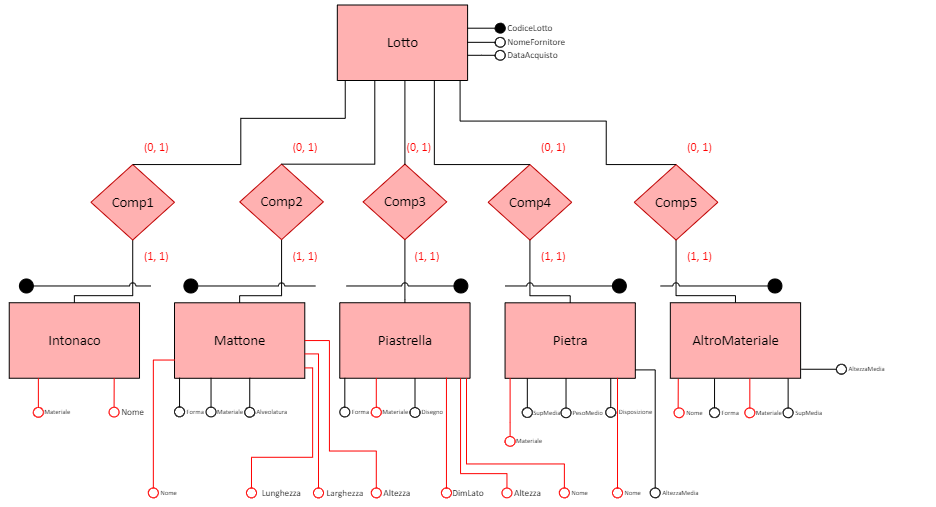 Lotto
CodiceLotto
NomeFornitore
DataAcquisto
(0, 1)
(0, 1)
(0, 1)
(0, 1)
(0, 1)
Comp1
Comp2
Comp3
Comp4
Comp5
(1, 1)
(1, 1)
(1, 1)
(1, 1)
(1, 1)
Intonaco
Mattone
Piastrella
Pietra
AltroMateriale
AltezzaMedia
Materiale
Nome
Forma
Materiale
Alveolatura
Forma
Materiale
Disegno
SupMedia
PesoMedio
Disposizione
Nome
Forma
Materiale
SupMedia
Materiale
Nome
Lunghezza
Larghezza
Altezza
DimLato
Altezza
Nome
Nome
AltezzaMedia